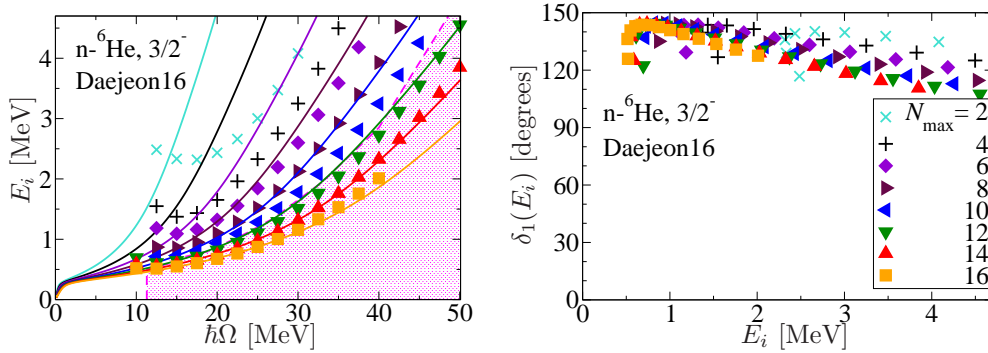 n-⁶He, 3/2⁻
Daejeon16
E_i [MeV]
4
3
2
1
0
0 10 20 30 40 50
ħΩ [MeV]
n-⁶He, 3/2⁻
Daejeon16
δ₁(E_i) [degrees]
150
120
90
60
30
0
0 1 2 3 4
E_i [MeV]
N_max = 2
4
6
8
10
12
14
16